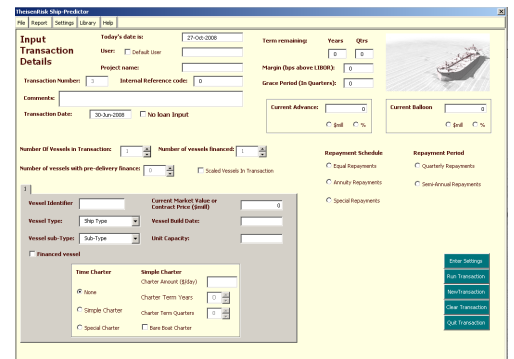 TheisenRisk Ship-Predictor
File Report Settings Library Help
Input Transaction Details
Today's date is: 27-Oct-2008
User: Default User
Project name:
Transaction Number: 3 Internal Reference code: 0
Comments:
Transaction Date: 30-Jun-2008 No loan Input
Term remaining: Years Qtrs
0 0
Margin (bps above LIBOR): 0
Grace Period (In Quarters): 0
Current Advance: 0
$mill %
Current Balloon 0
$mill %
Number Of Vessels in Transaction: 1 Number of vessels financed: 1
Number of vessels with pre-delivery finance: 0 Scaled Vessels In Transaction
Repayment Schedule
Equal Repayments
Annuity Repayments
Special Repayments
Repayment Period
Quarterly Repayments
Semi-Annual Repayments
1
Vessel Identifier Current Market Value or Contract Price ($mill) 0
Vessel Type: Ship Type Vessel Build Date:
Vessel sub-Type: Sub-Type Unit Capacity:
Financed vessel
Time Charter
None
Simple Charter
Special Charter
Simple Charter
Charter Amount ($/day)
Charter Term Years 0
Charter Term Quarters 0
Bare Boat Charter
Enter Settings
Run Transaction
NewTransaction
Clear Transaction
Quit Transaction